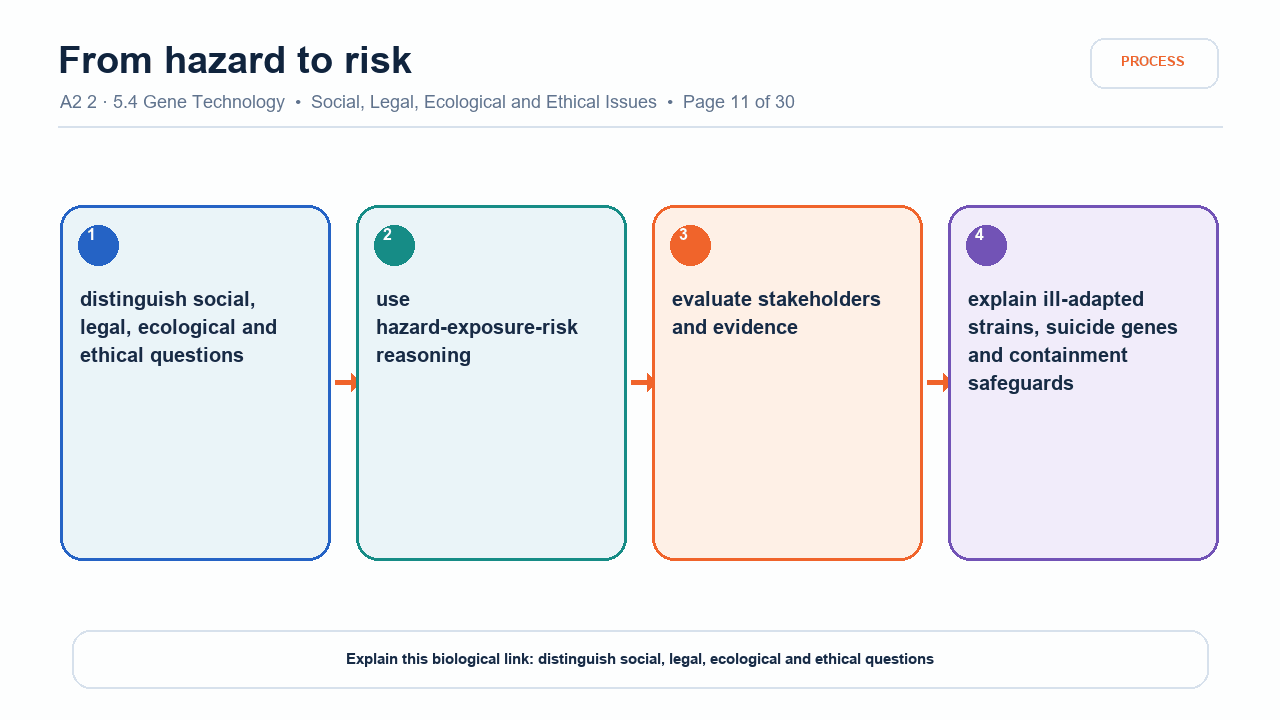 From hazard to risk
PROCESS
A2 2 · 5.4 Gene Technology • Social, Legal, Ecological and Ethical Issues • Page 11 of 30
1
distinguish social,
legal, ecological and
ethical questions
2
use
hazard-exposure-risk
reasoning
3
evaluate stakeholders
and evidence
4
explain ill-adapted
strains, suicide genes
and containment
safeguards
Explain this biological link: distinguish social, legal, ecological and ethical questions